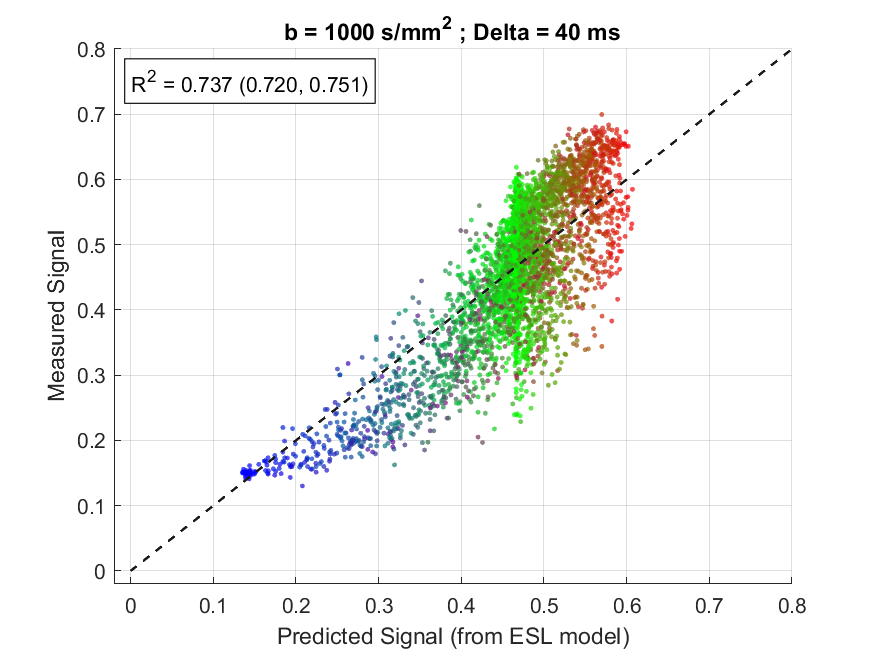 b = 1000 s/mm² ; Delta = 40 ms
R² = 0.737 (0.720, 0.751)
Measured Signal
0.8
0.7
0.6
0.5
0.4
0.3
0.2
0.1
0
0 0.1 0.2 0.3 0.4 0.5 0.6 0.7 0.8
Predicted Signal (from ESL model)